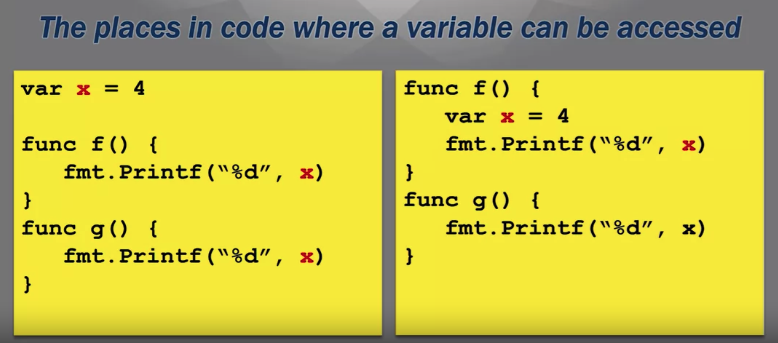 The places in code where a variable can be accessed
var x = 4
func f() {
fmt.Printf(“%d”, x)
}
func g() {
fmt.Printf(“%d”, x)
}
func f() {
var x = 4
fmt.Printf(“%d”, x)
}
func g() {
fmt.Printf(“%d”, x)
}